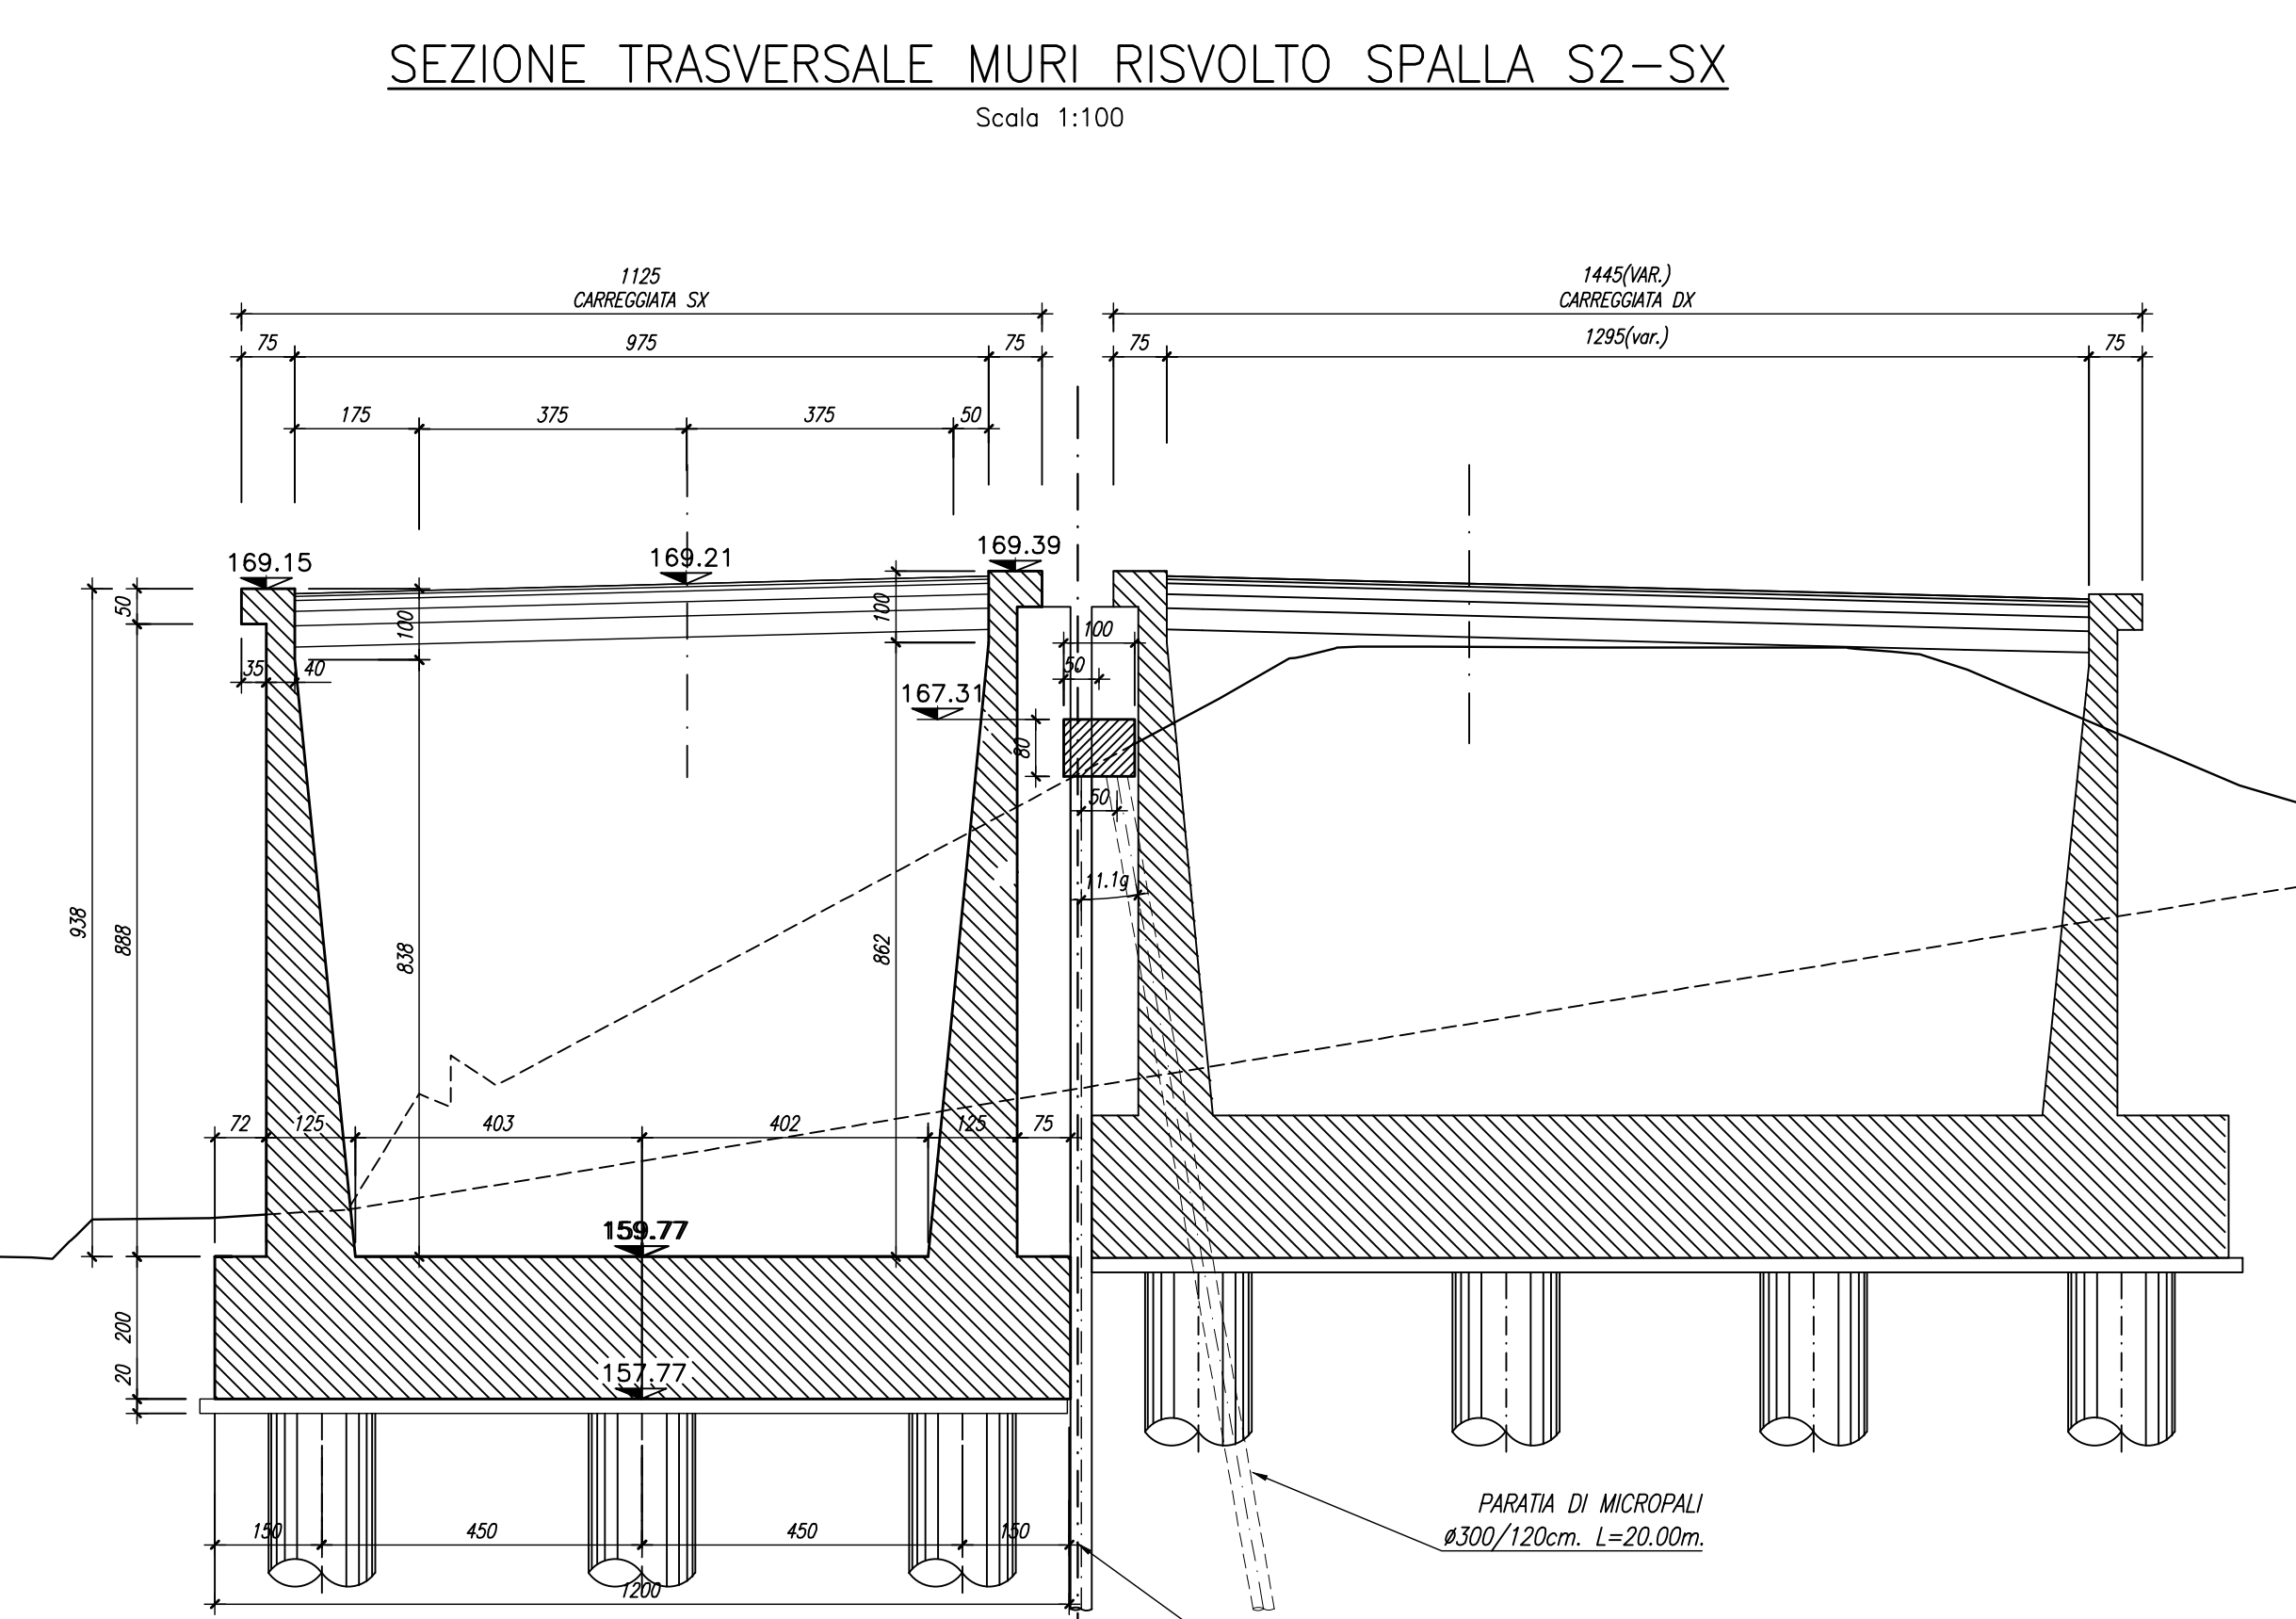 SEZIONE TRASVERSALE MURI RISVOLTO SPALLA S2-SX
Scala 1:100
1125
CARREGGIATA SX
1445(VAR.)
CARREGGIATA DX
75 975 75
75 1295(var.) 75
175 375 375 50
169.15 169.21 169.39
50
100
100
100
35 40
50
167.31
80
50
11.1g
938
888
838
862
72 125 403 402 125 75
159.77
200
157.77
20
PARATIA DI MICROPALI
ø300/120cm. L=20.00m.
150 450 450 150
1200